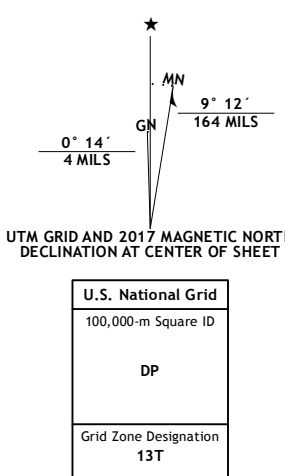 ★
MN
GN
9° 12´
164 MILS
0° 14´
4 MILS
UTM GRID AND 2017 MAGNETIC NORT
DECLINATION AT CENTER OF SHEET
U.S. National Grid
100,000-m Square ID
DP
Grid Zone Designation
13T